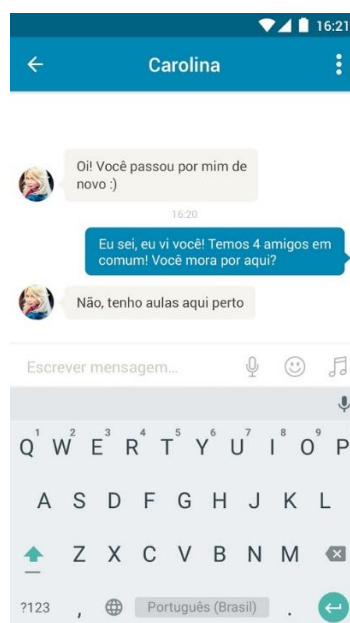 16:21
Carolina
Oi! Você passou por mim de
novo :)
16:20
Eu sei, eu vi você! Temos 4 amigos em
comum! Você mora por aqui?
Não, tenho aulas aqui perto
Escrever mensagem...
1 2 3 4 5 6 7 8 9
Q W E R T Y U I O P
A S D F G H J K L
Z X C V B N M
?123 , Português (Brasil) .